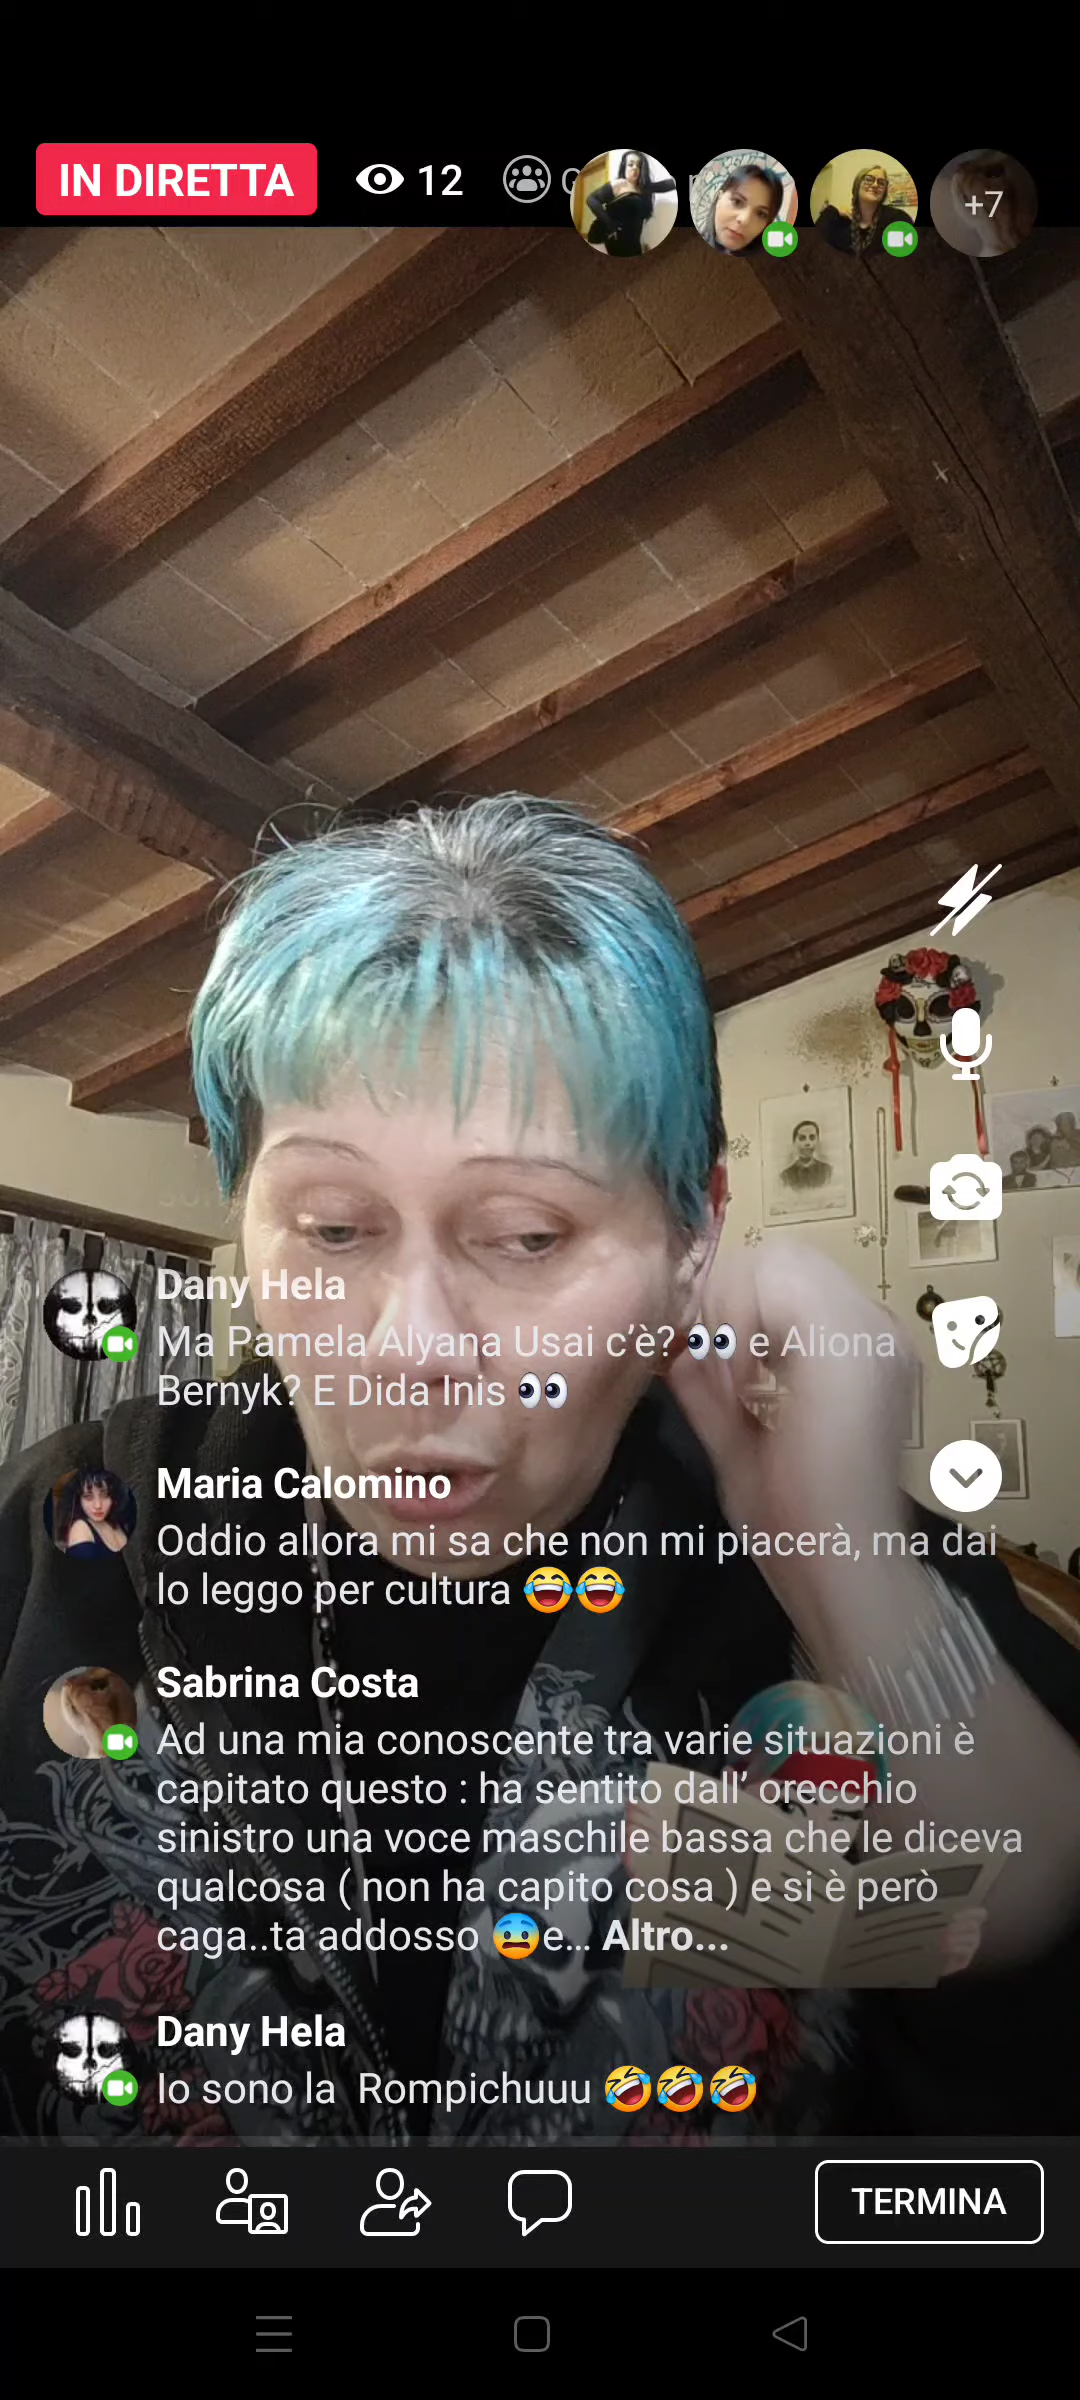 IN DIRETTA 12
+7
Dany Hela
Ma Pamela Alyana Usai c'è? 👀 e Aliona
Bernyk? E Dida Inis 👀
Maria Calomino
Oddio allora mi sa che non mi piacerà, ma dai
lo leggo per cultura 😂😂
Sabrina Costa
Ad una mia conoscente tra varie situazioni è
capitato questo : ha sentito dall' orecchio
sinistro una voce maschile bassa che le diceva
qualcosa ( non ha capito cosa ) e si è però
caga..ta addosso 😨e... Altro...
Dany Hela
Io sono la  Rompichuuu 🤣🤣🤣
TERMINA